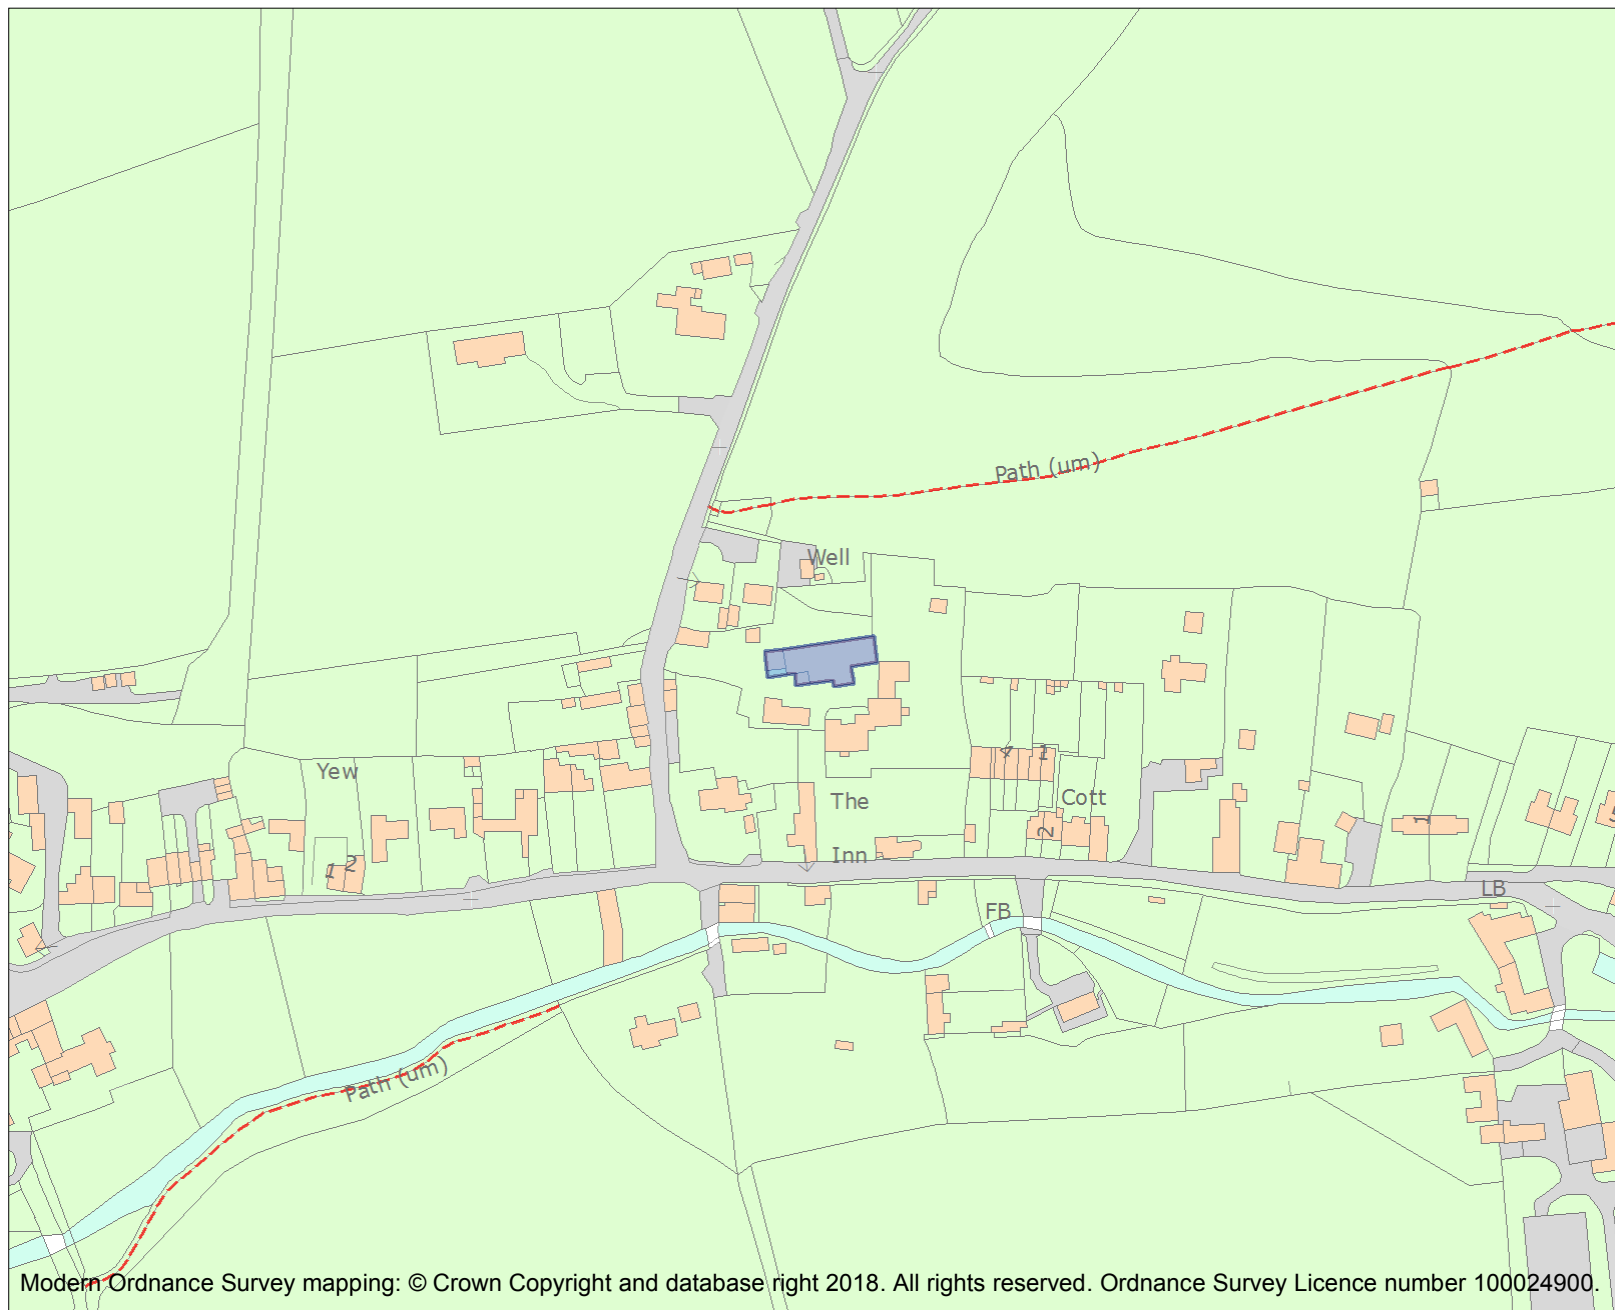 Path (um)
Well
4
1
Yew
The
Cott
1
2
Inn
1 2
LB
FB
Path (um)
Modern Ordnance Survey mapping: © Crown Copyright and database right 2018. All rights reserved. Ordnance Survey Licence number 100024900.